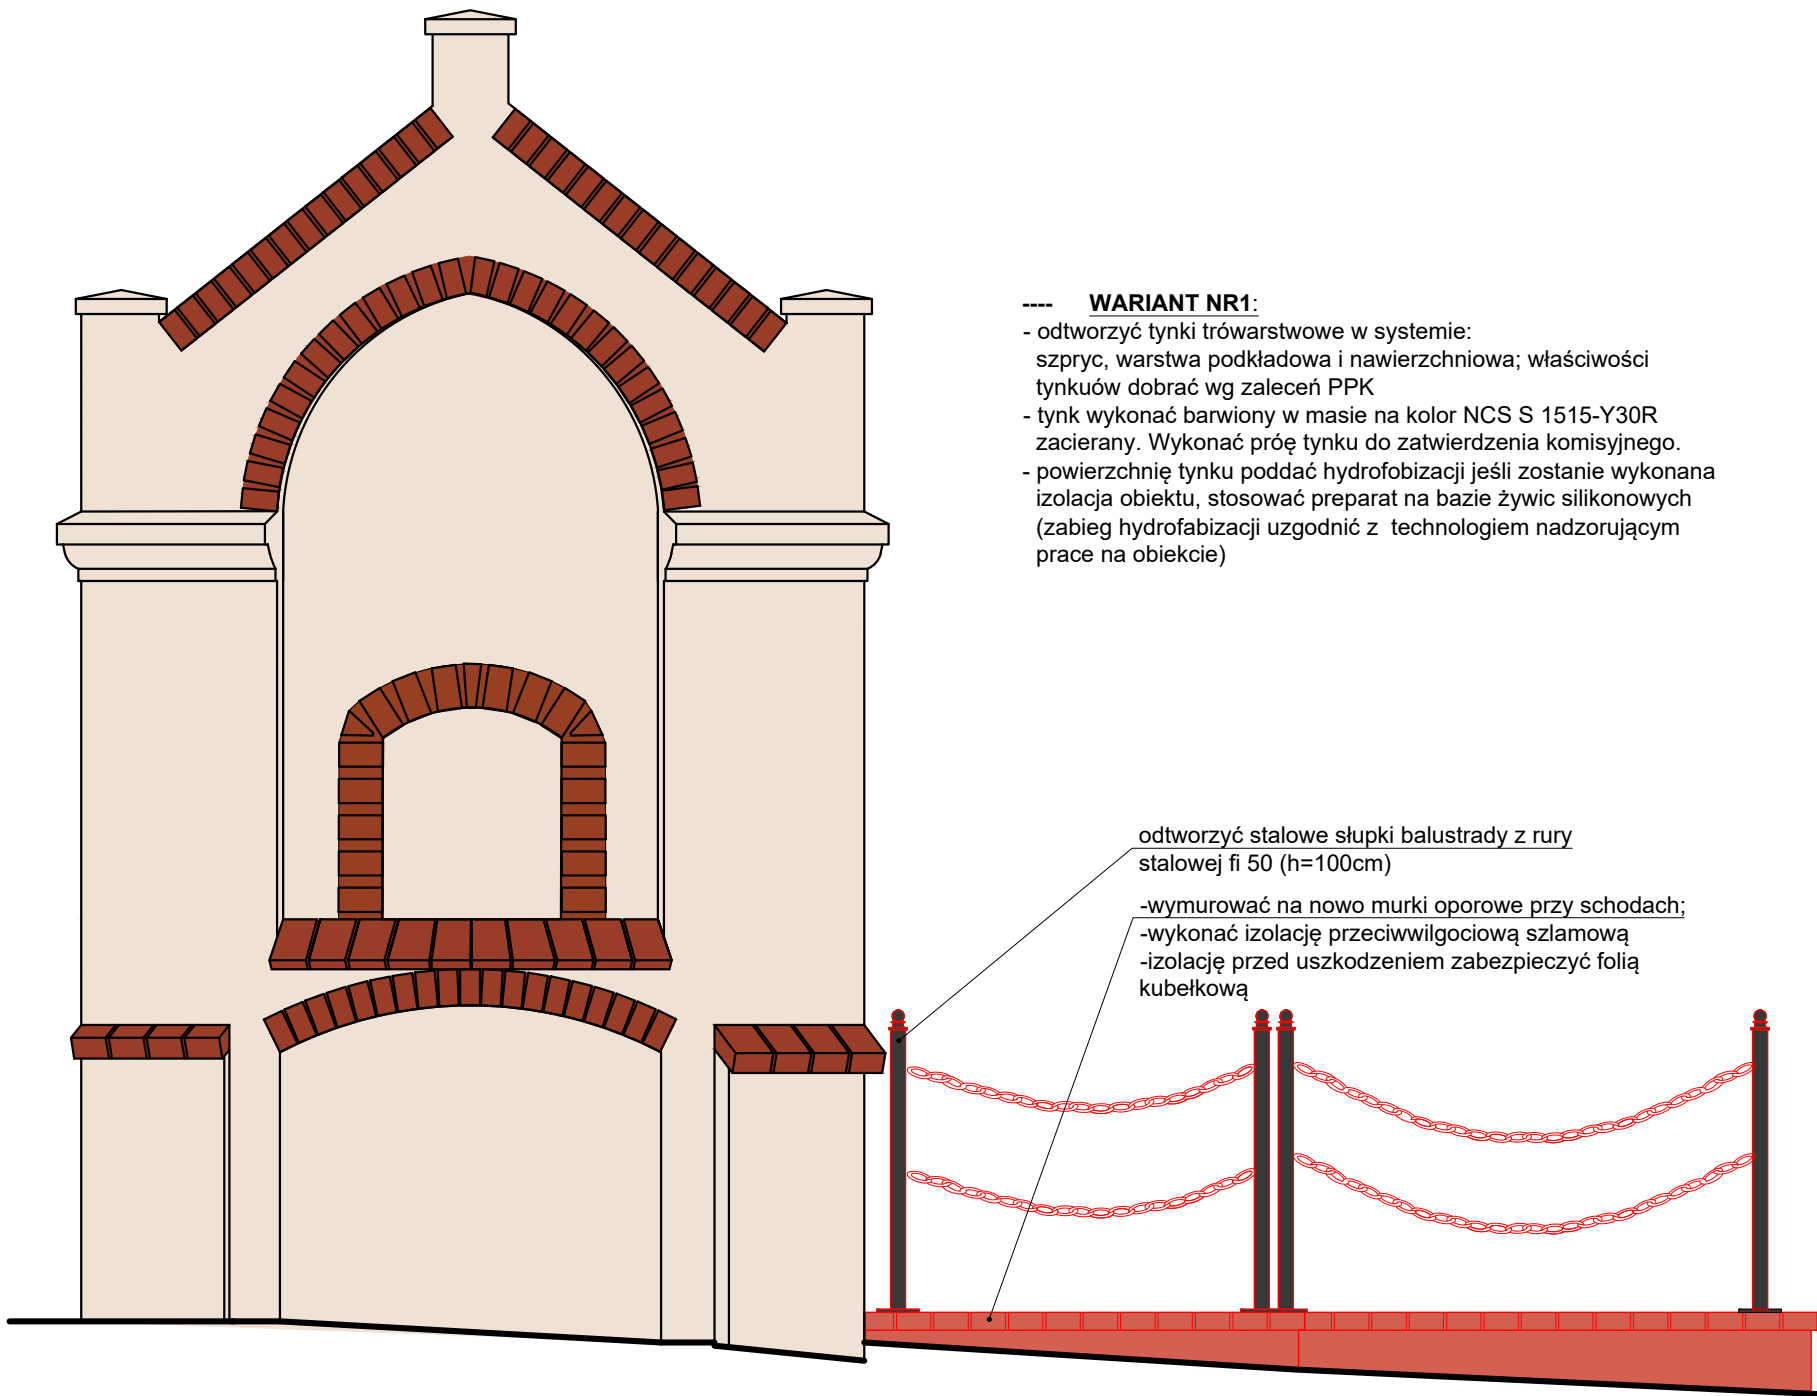 ---- WARIANT NR1:
- odtworzyć tynki trówarstwowe w systemie:
szpryc, warstwa podkładowa i nawierzchniowa; właściwości
tynkuów dobrać wg zaleceń PPK
- tynk wykonać barwiony w masie na kolor NCS S 1515-Y30R
zacierany. Wykonać próę tynku do zatwierdzenia komisyjnego.
- powierzchnię tynku poddać hydrofobizacji jeśli zostanie wykonana
izolacja obiektu, stosować preparat na bazie żywic silikonowych
(zabieg hydrofabizacji uzgodnić z technologiem nadzorującym
prace na obiekcie)
odtworzyć stalowe słupki balustrady z rury
stalowej fi 50 (h=100cm)
-wymurować na nowo murki oporowe przy schodach;
-wykonać izolację przeciwwilgociową szlamową
-izolację przed uszkodzeniem zabezpieczyć folią
kubełkową